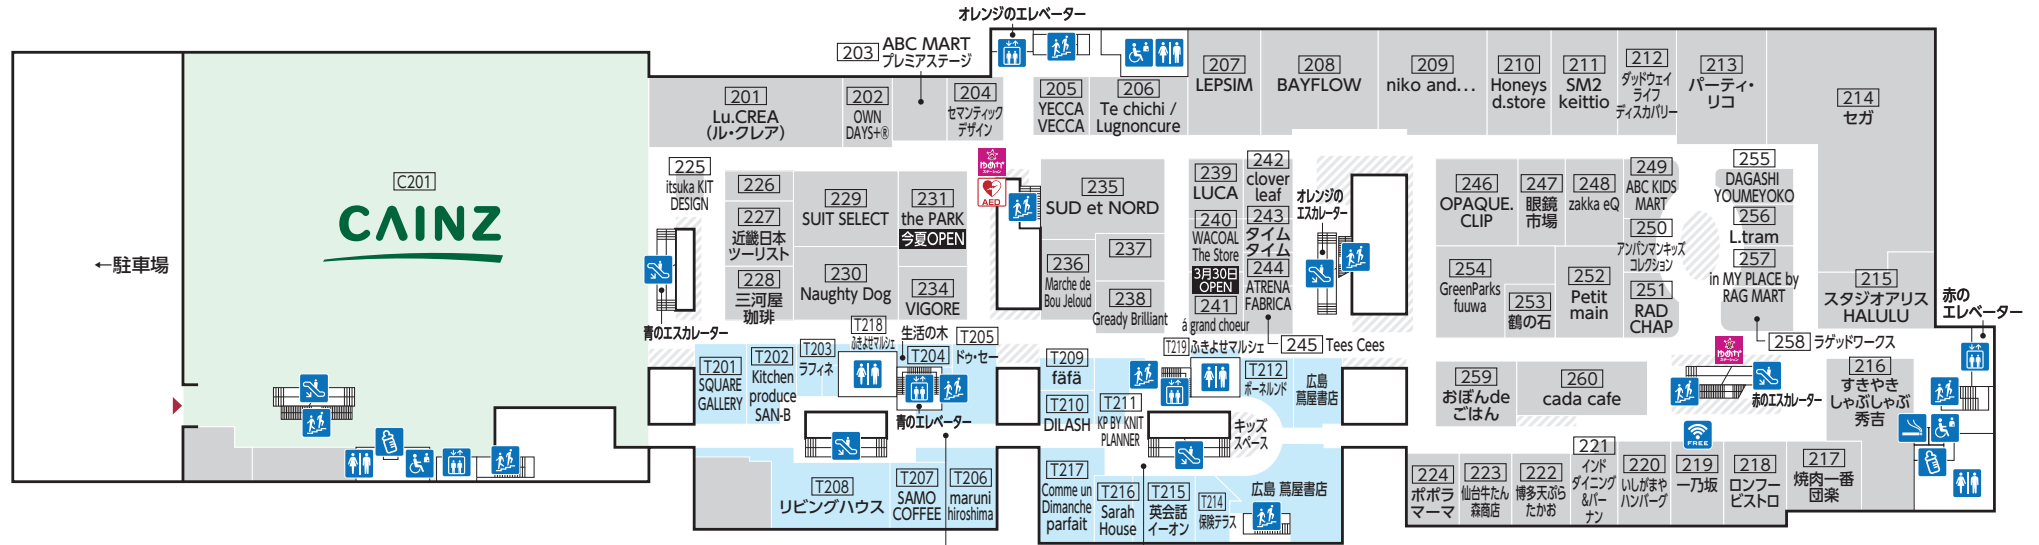 オレンジのエレベーター
203 ABC MART
プレミアステージ
C201
CAINZ
←駐車場
201
Lu.CREA
(ル・クレア)
202
OWN
DAYS+®
204
セマンティック
デザイン
205
YECCA
VECCA
206
Te chichi /
Lugnoncure
207
LEPSIM
208
BAYFLOW
209
niko and...
210
Honeys
d.store
211
SM2
keittio
212
ダッドウェイ
ライフ
ディスカバリー
213
パーティ・
リコ
214
セガ
225
itsuka KIT
DESIGN
226
227
近畿日本
ツーリスト
228
三河屋
珈琲
229
SUIT SELECT
230
Naughty Dog
231
the PARK
今夏OPEN
234
VIGORE
ゆめか
ステーション
AED
235
SUD et NORD
236
Marche de
Bou Jeloud
237
238
Gready Brilliant
239
LUCA
240
WACOAL
The Store
3月30日
OPEN
241
á grand choeur
242
clover
leaf
243
タイム
タイム
244
ATRENA
FABRICA
245 Tees Cees
オレンジの
エスカレーター
246
OPAQUE.
CLIP
247
眼鏡
市場
248
zakka eQ
249
ABC KIDS
MART
250
アンパンマンキッズ
コレクション
251
RAD
CHAP
252
Petit
main
253
鶴の石
254
GreenParks
fuuwa
255
DAGASHI
YOUMEYOKO
256
L.tram
257
in MY PLACE by
RAG MART
258 ラゲッドワークス
215
スタジオアリス
HALULU
赤の
エレベーター
青のエスカレーター
T201
SQUARE
GALLERY
T202
Kitchen
produce
SAN-B
T203
ラフィネ
T218
ふきよせマルシェ
生活の木
T204
T205
ドゥ・セー
青のエレベーター
T209
fäfä
T210
DILASH
T211
KP BY KNIT
PLANNER
T219 ふきよせマルシェ
T212
ボーネルンド
広島
蔦屋書店
キッズ
スペース
259
おぼんde
ごはん
260
cada cafe
ゆめか
ステーション
赤のエスカレーター
FREE
216
すきやき
しゃぶしゃぶ
秀吉
T208
リビングハウス
T207
SAMO
COFFEE
T206
maruni
hiroshima
T217
Comme un
Dimanche
parfait
T216
Sarah
House
T215
英会話
イーオン
T214
保険テラス
広島 蔦屋書店
224
ポポラ
マーマ
223
仙台牛たん
森商店
222
博多天ぷら
たかお
221
インド
ダイニング
&バー
ナン
220
いしがまや
ハンバーグ
219
一乃坂
218
ロンフー
ビストロ
217
焼肉一番
団楽